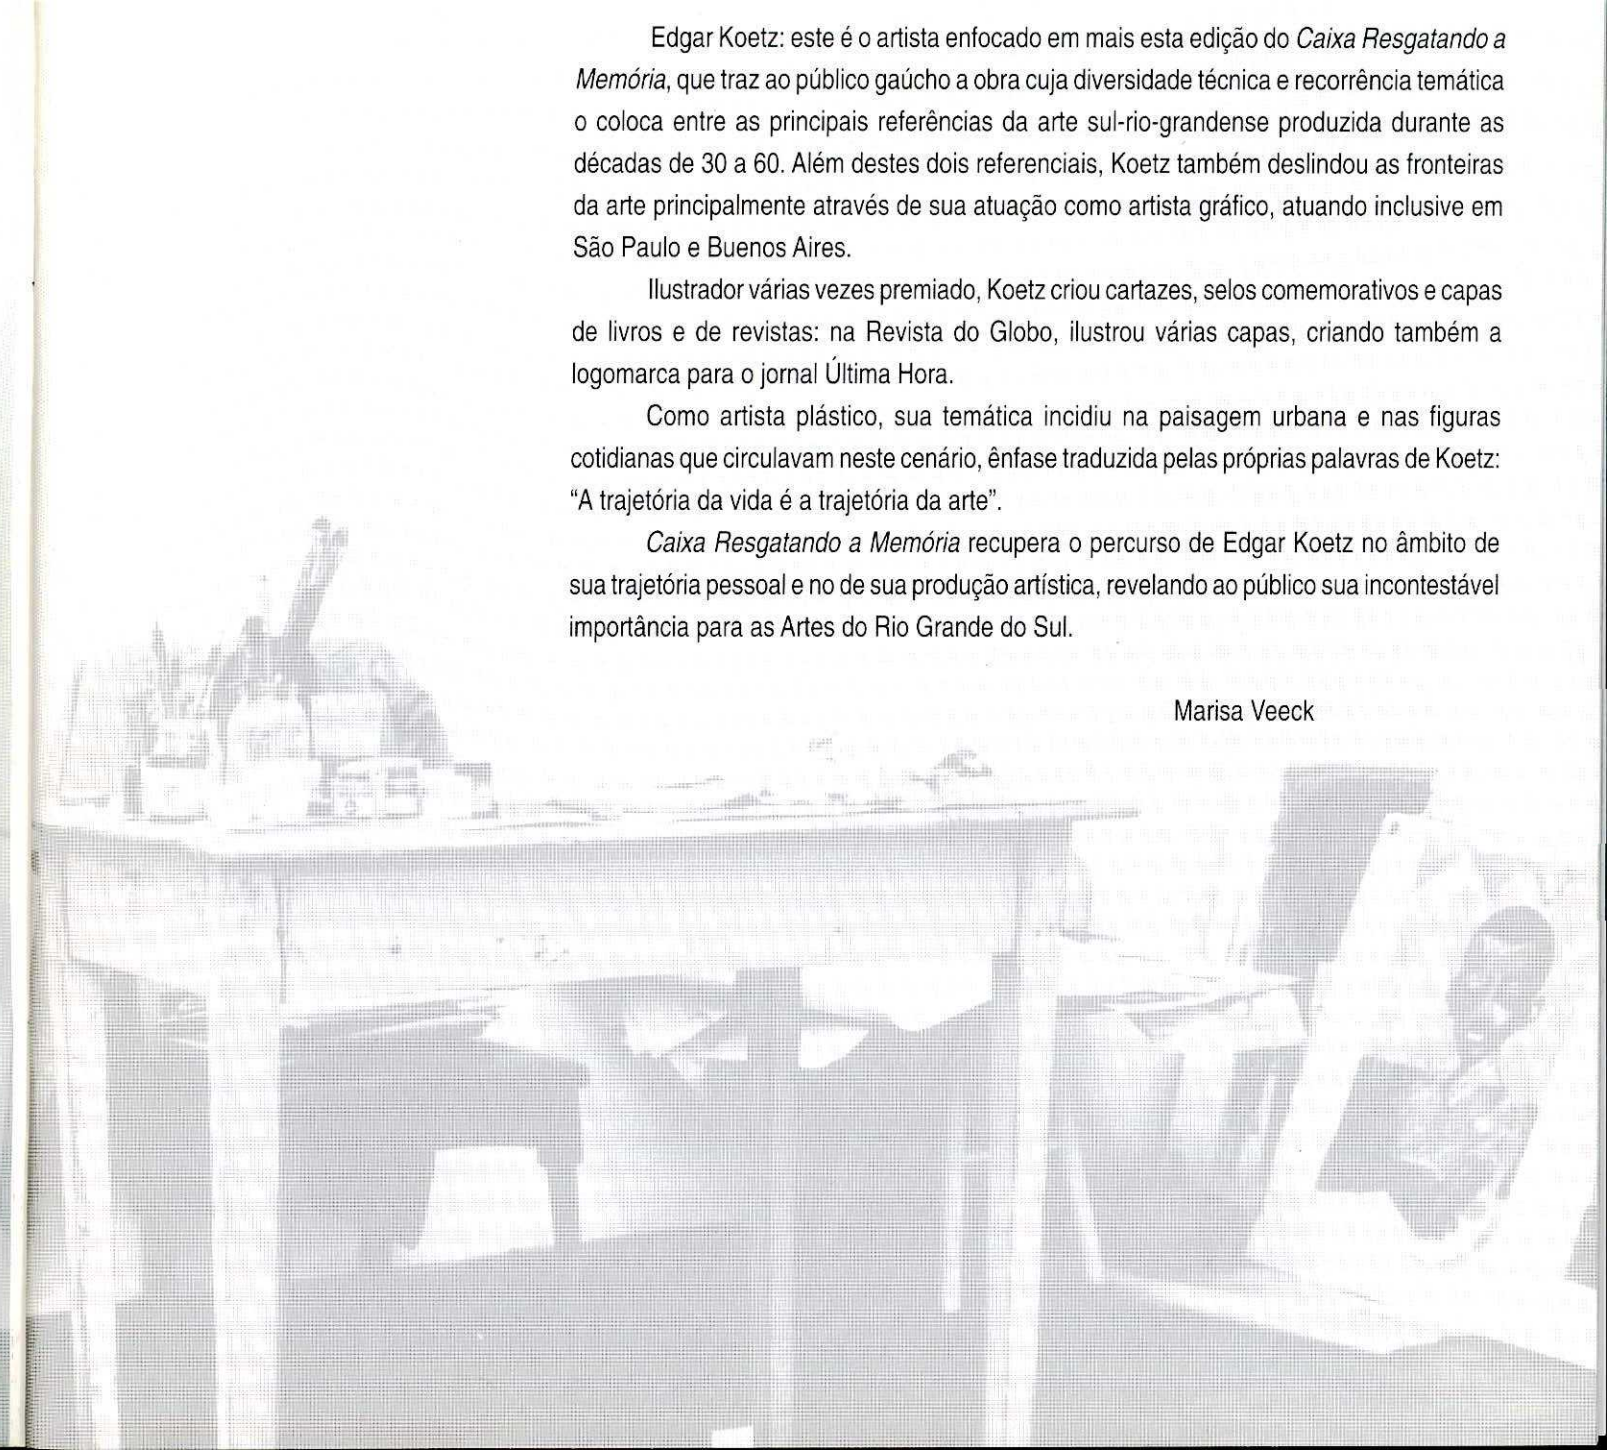 Edgar Koetz: este é o artista enfocado em mais esta edição do Caixa Resgatando a
Memória, que traz ao público gaúcho a obra cuja diversidade técnica e recorrência temática
o coloca entre as principais referências da arte sul-rio-grandense produzida durante as
décadas de 30 a 60. Além destes dois referenciais, Koetz também deslindou as fronteiras
da arte principalmente através de sua atuação como artista gráfico, atuando inclusive em
São Paulo e Buenos Aires.
Ilustrador várias vezes premiado, Koetz criou cartazes, selos comemorativos e capas
de livros e de revistas: na Revista do Globo, ilustrou várias capas, criando também a
logomarca para o jornal Última Hora.
Como artista plástico, sua temática incidiu na paisagem urbana e nas figuras
cotidianas que circulavam neste cenário, ênfase traduzida pelas próprias palavras de Koetz:
“A trajetória da vida é a trajetória da arte”.
Caixa Resgatando a Memória recupera o percurso de Edgar Koetz no âmbito de
sua trajetória pessoal e no de sua produção artística, revelando ao público sua incontestável
importância para as Artes do Rio Grande do Sul.
Marisa Veeck